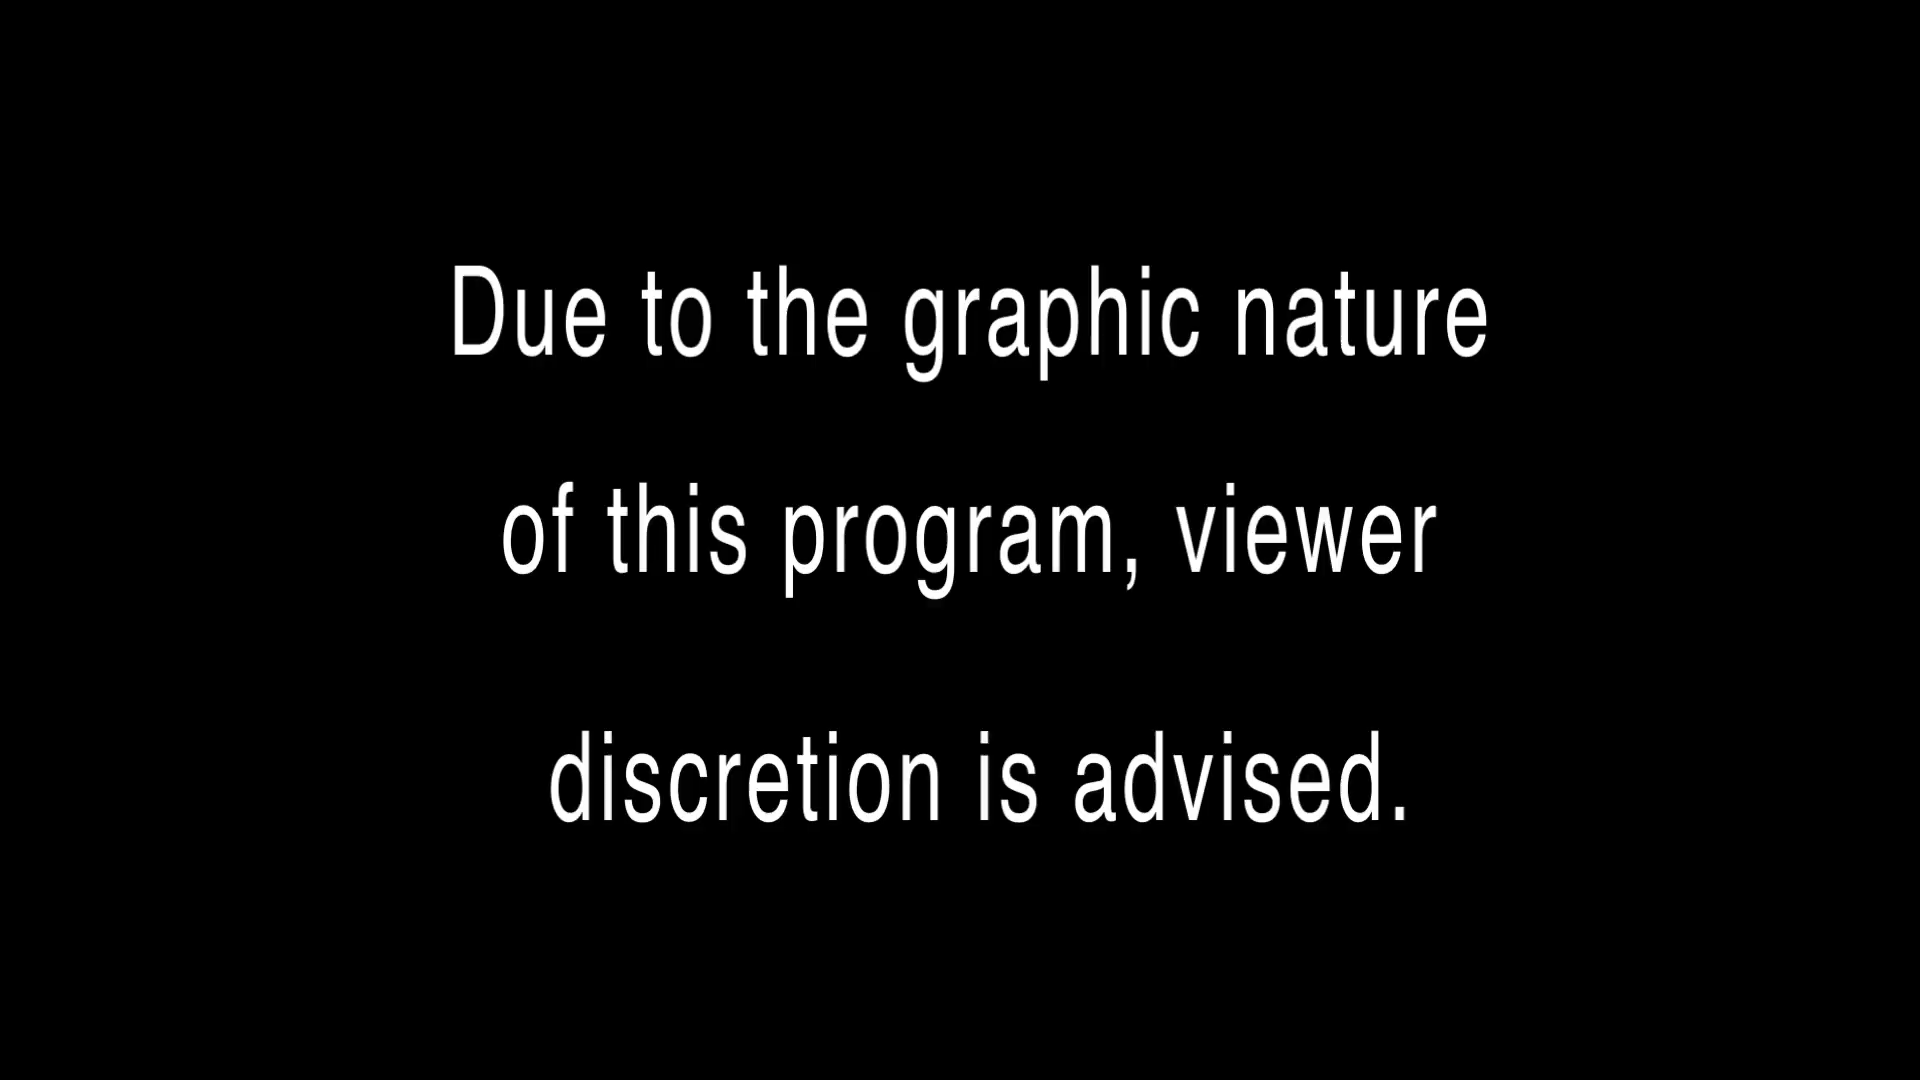 Due to the graphic nature
of this program, viewer
discretion is advised.